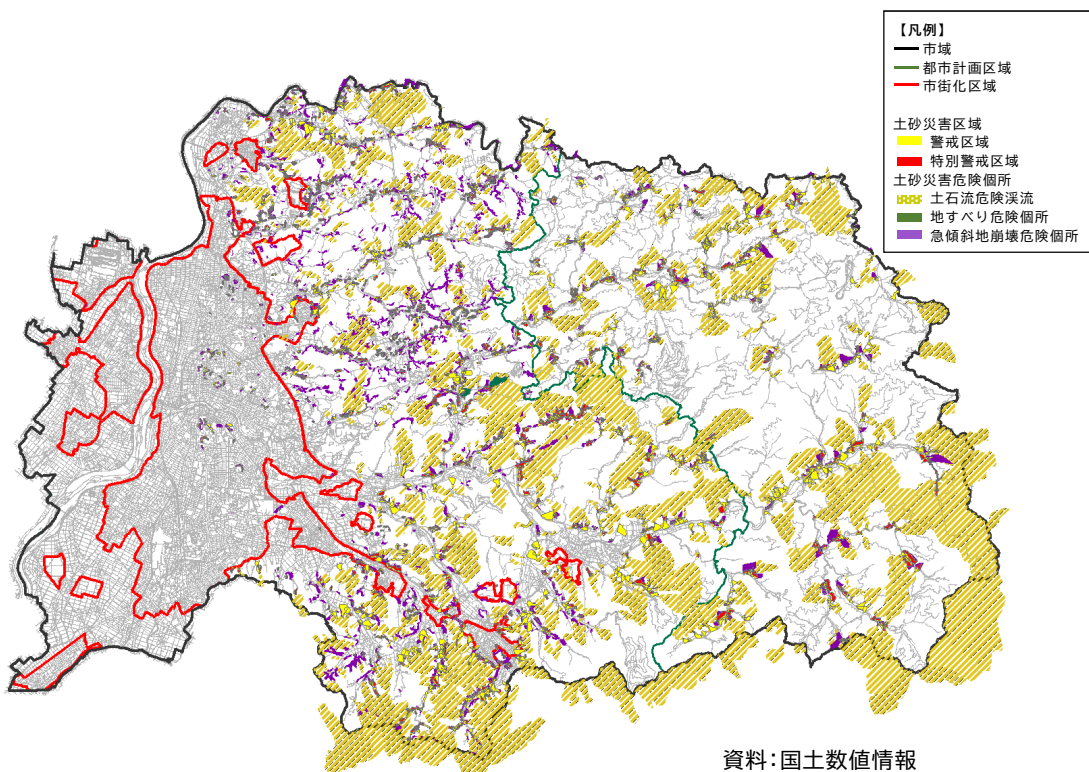 【凡例】
市域
都市計画区域
市街化区域
土砂災害区域
警戒区域
特別警戒区域
土砂災害危険個所
土石流危険渓流
地すべり危険個所
急傾斜地崩壊危険個所
資料:国土数値情報